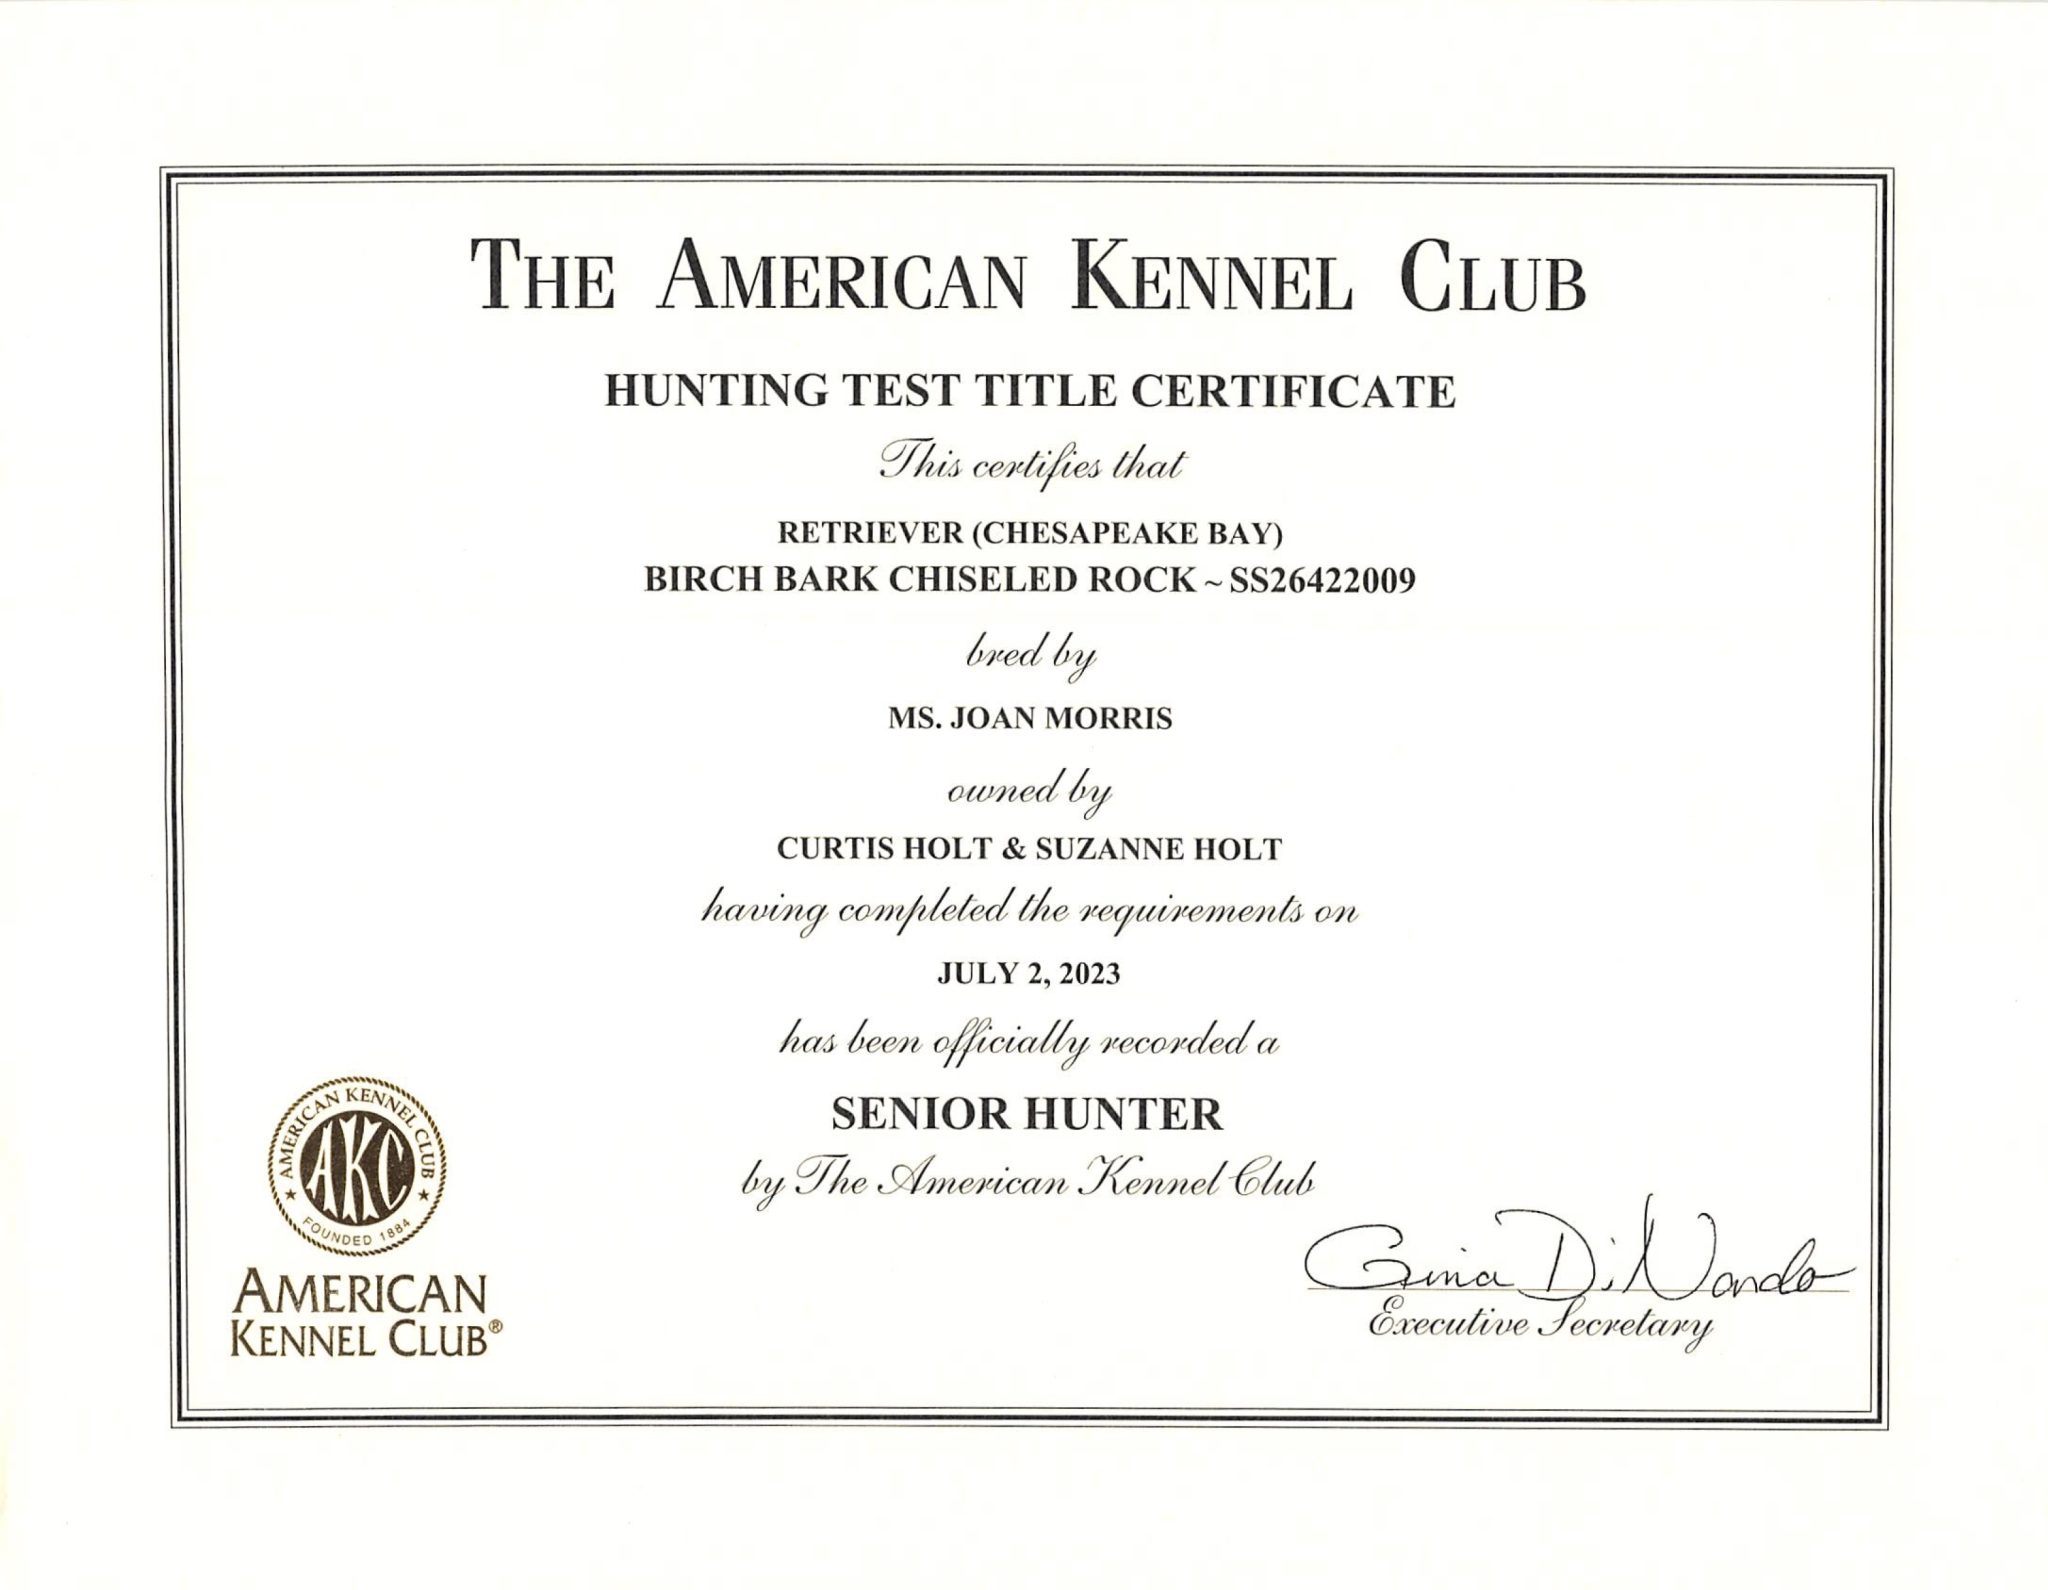 THE AMERICAN KENNEL CLUB
HUNTING TEST TITLE CERTIFICATE
This certifies that
RETRIEVER (CHESAPEAKE BAY)
BIRCH BARK CHISELED ROCK ~ SS26422009
bred by
MS. JOAN MORRIS
owned by
CURTIS HOLT & SUZANNE HOLT
having completed the requirements on
JULY 2, 2023
has been officially recorded a
SENIOR HUNTER
by The American Kennel Club
AMERICAN KENNEL CLUB
AKC
FOUNDED 1884
AMERICAN
KENNEL CLUB®
Gina DiNardo
Executive Secretary